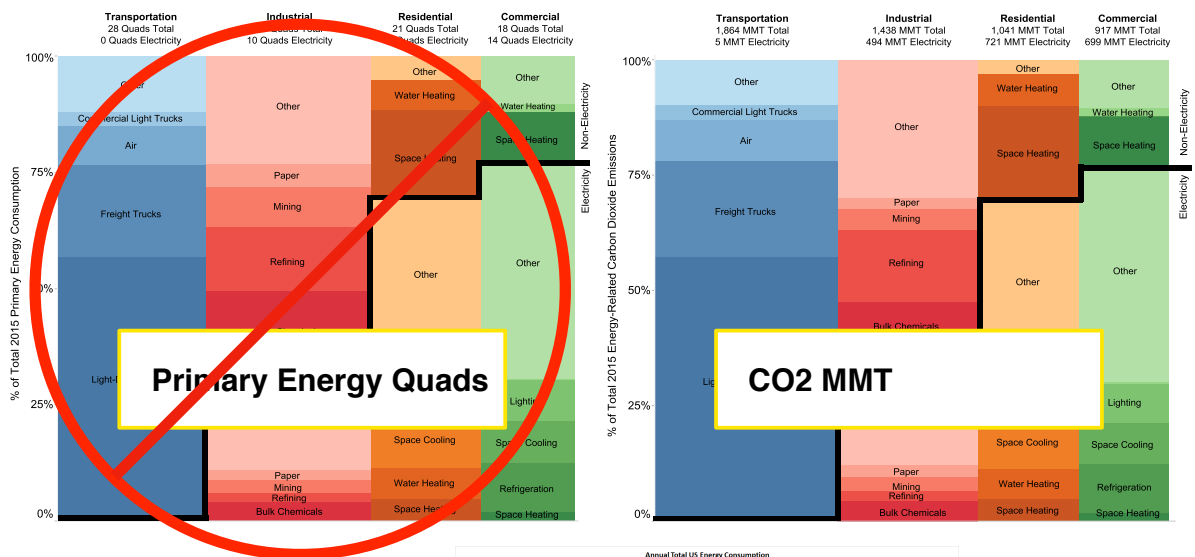 Transportation
28 Quads Total
0 Quads Electricity
Industrial
10 Quads Electricity
Residential
21 Quads Total
Quads Electricity
Commercial
18 Quads Total
14 Quads Electricity
100%
75%
25%
0%
% of Total 2015 Primary Energy Consumption
Other
Commercial Light Trucks
Air
Freight Trucks
Other
Paper
Mining
Refining
Paper
Mining
Refining
Bulk Chemicals
Other
Water Heating
Space Heating
Other
Space Cooling
Water Heating
Space
Other
Water Heating
Space Heating
Other
Lighting
Space Cooling
Refrigeration
Space Heating
Non-Electricity
Electricity
Primary Energy Quads
Transportation
1,864 MMT Total
5 MMT Electricity
Industrial
1,438 MMT Total
494 MMT Electricity
Residential
1,041 MMT Total
721 MMT Electricity
Commercial
917 MMT Total
699 MMT Electricity
100%
75%
50%
25%
0%
% of Total 2015 Energy-Related Carbon Dioxide Emissions
Other
Commercial Light Trucks
Air
Freight Trucks
Other
Paper
Mining
Refining
Bulk Chemicals
Paper
Mining
Refining
Bulk Chemicals
Other
Water Heating
Space Heating
Other
Space Cooling
Water Heating
Space Heating
Other
Water Heating
Space Heating
Other
Lighting
Space Cooling
Refrigeration
Space Heating
Non-Electricity
Electricity
CO2 MMT
Annual Total US Energy Consumption